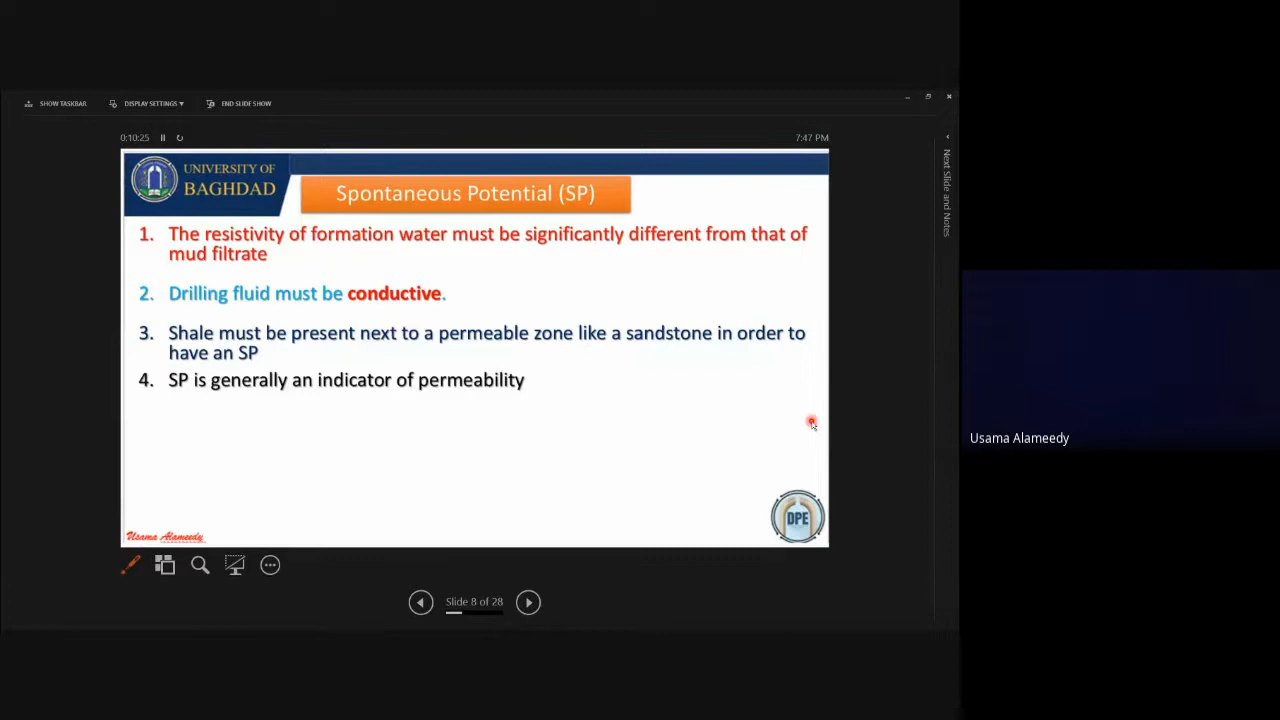 SHOW TASKBAR
DISPLAY SETTINGS ▾
END SLIDE SHOW
0:10:25
7:47 PM
Next Slide and Notes
UNIVERSITY OF
BAGHDAD
Spontaneous Potential (SP)
1. The resistivity of formation water must be significantly different from that of
mud filtrate
2. Drilling fluid must be conductive.
3. Shale must be present next to a permeable zone like a sandstone in order to
have an SP
4. SP is generally an indicator of permeability
DPE
Usama Alameedy
Slide 8 of 28
Usama Alameedy